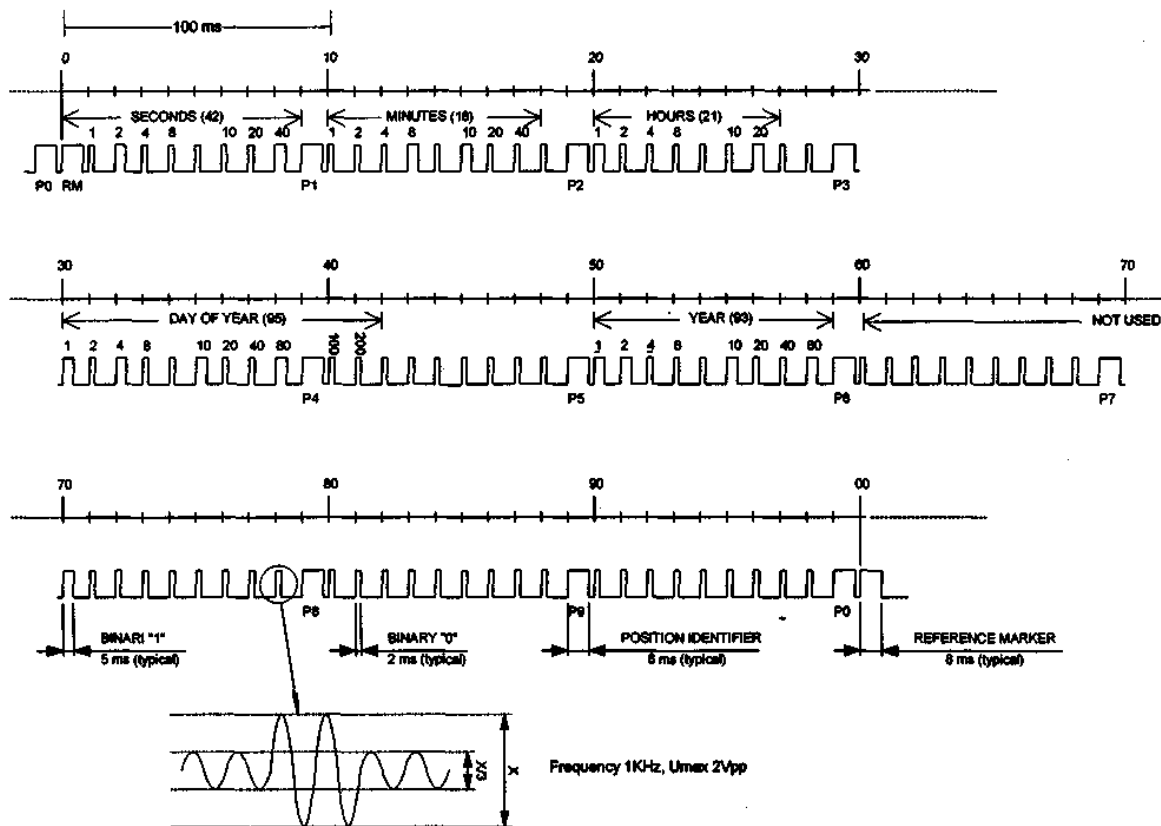 100 ms
0 10 20 30
SECONDS (42) MINUTES (18) HOURS (21)
1 2 4 8 10 20 40 1 2 4 8 10 20 40 1 2 4 8 10 20
P0 RM P1 P2 P3
30 40 50 60 70
DAY OF YEAR (95) YEAR (93) NOT USED
1 2 4 8 10 20 40 80 100 200 1 2 4 8 10 20 40 80
P4 P5 P6 P7
70 80 90 00
P8 P9 P0
BINARI "1" BINARY "0" POSITION IDENTIFIER REFERENCE MARKER
5 ms (typical) 2 ms (typical) 8 ms (typical) 8 ms (typical)
X/3 X Frequency 1KHz, Umax 2Vpp